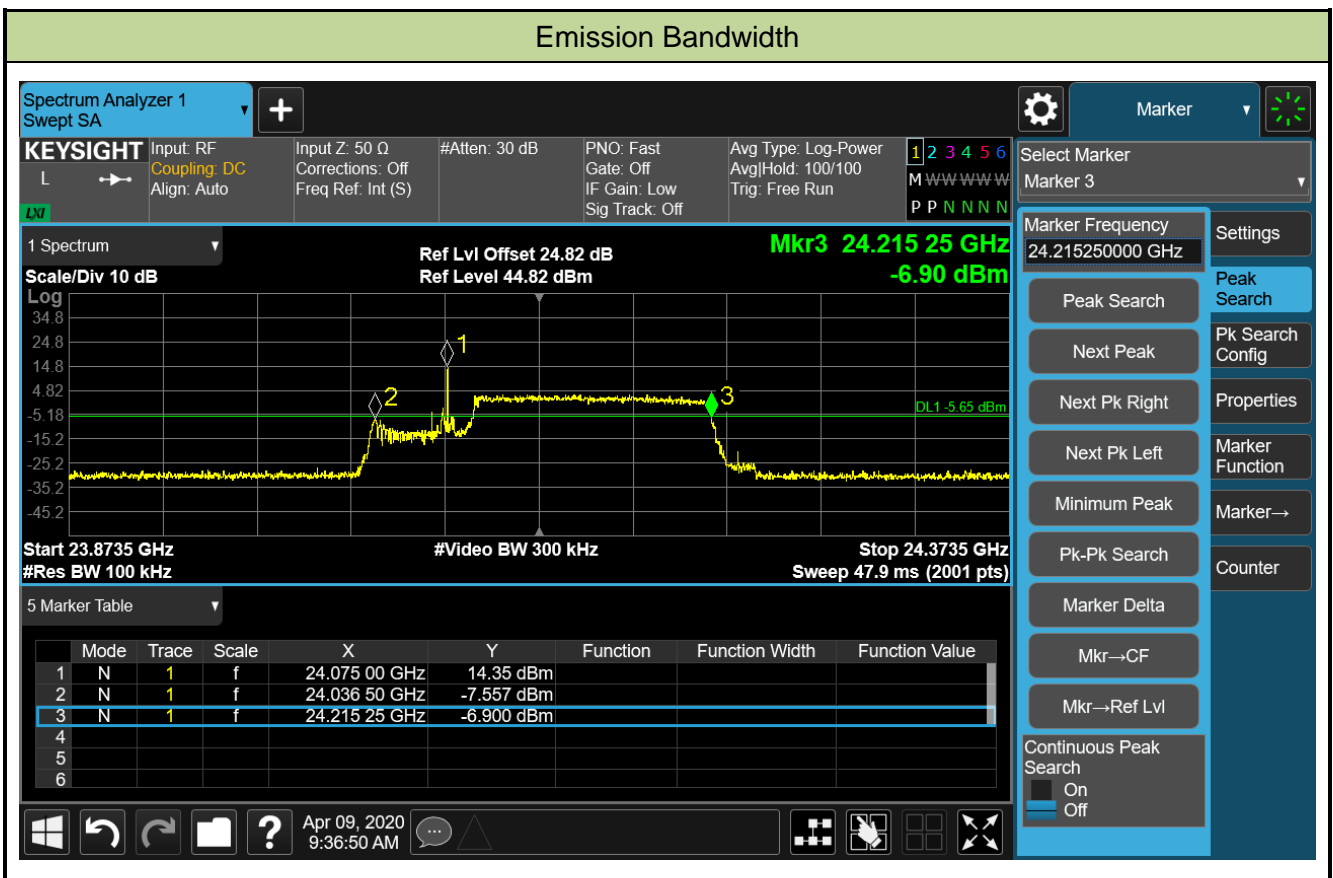 Emission Bandwidth
Spectrum Analyzer 1
Swept SA
Marker
KEYSIGHT
L
LXI
Input: RF
Coupling: DC
Align: Auto
Input Z: 50 Ω
Corrections: Off
Freq Ref: Int (S)
#Atten: 30 dB
PNO: Fast
Gate: Off
IF Gain: Low
Sig Track: Off
Avg Type: Log-Power
Avg|Hold: 100/100
Trig: Free Run
1 2 3 4 5 6
M W W W W W
P P N N N N
Select Marker
Marker 3
1 Spectrum
Scale/Div 10 dB
Ref Lvl Offset 24.82 dB
Ref Level 44.82 dBm
Mkr3 24.215 25 GHz
-6.90 dBm
Log
34.8
24.8
14.8
4.82
-5.18
-15.2
-25.2
-35.2
-45.2
1
2
3
DL1 -5.65 dBm
Start 23.8735 GHz
#Video BW 300 kHz
Stop 24.3735 GHz
#Res BW 100 kHz
Sweep 47.9 ms (2001 pts)
5 Marker Table
Mode Trace Scale X Y Function Function Width Function Value
1 N 1 f 24.075 00 GHz 14.35 dBm
2 N 1 f 24.036 50 GHz -7.557 dBm
3 N 1 f 24.215 25 GHz -6.900 dBm
4
5
6
Marker Frequency
24.215250000 GHz
Peak Search
Next Peak
Next Pk Right
Next Pk Left
Minimum Peak
Pk-Pk Search
Marker Delta
Mkr→CF
Mkr→Ref Lvl
Continuous Peak
Search
On
Off
Settings
Peak
Search
Pk Search
Config
Properties
Marker
Function
Marker→
Counter
?
Apr 09, 2020
9:36:50 AM